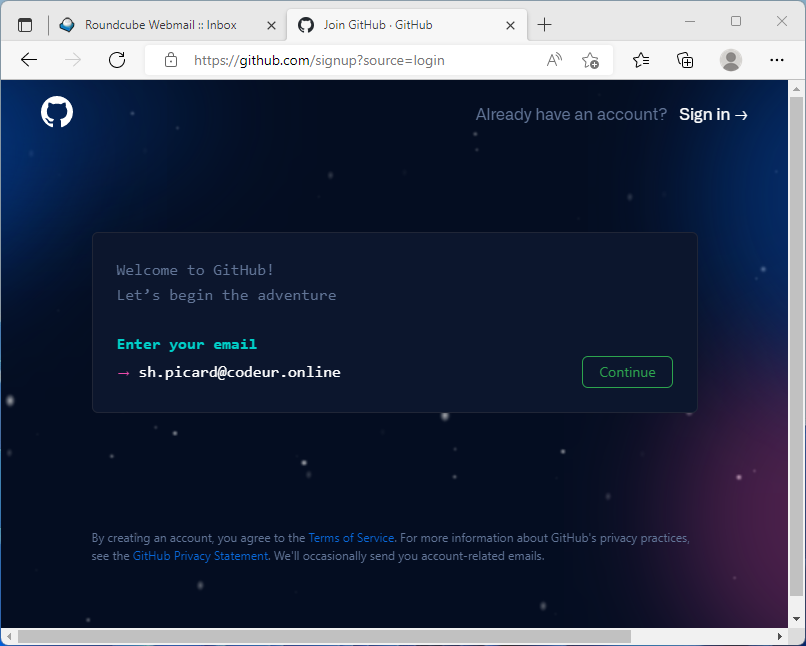 Roundcube Webmail :: Inbox
Join GitHub · GitHub
https://github.com/signup?source=login
Already have an account? Sign in →
Welcome to GitHub!
Let’s begin the adventure
Enter your email
→ sh.picard@codeur.online
Continue
By creating an account, you agree to the Terms of Service. For more information about GitHub's privacy practices,
see the GitHub Privacy Statement. We'll occasionally send you account-related emails.